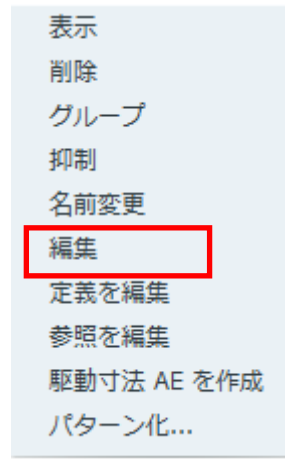 表示
削除
グループ
抑制
名前変更
編集
定義を編集
参照を編集
駆動寸法 AE を作成
パターン化...